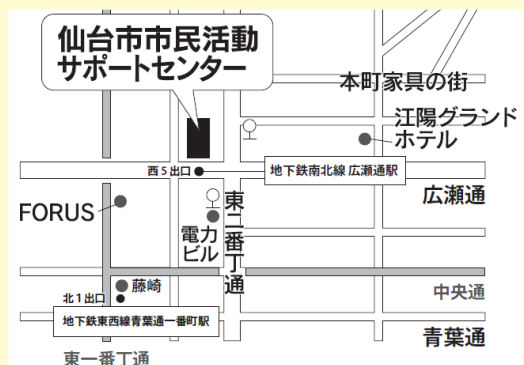 仙台市市民活動
サポートセンター
本町家具の街
江陽グランド
ホテル
西5出口
地下鉄南北線 広瀬通駅
広瀬通
FORUS
東二番丁通
電力
ビル
藤崎
北1出口
中央通
地下鉄東西線青葉通一番町駅
青葉通
東一番丁通